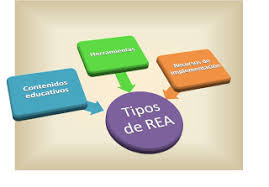 Herramientas
Recursos de
implementación
Contenidos
educativos
Tipos
de REA